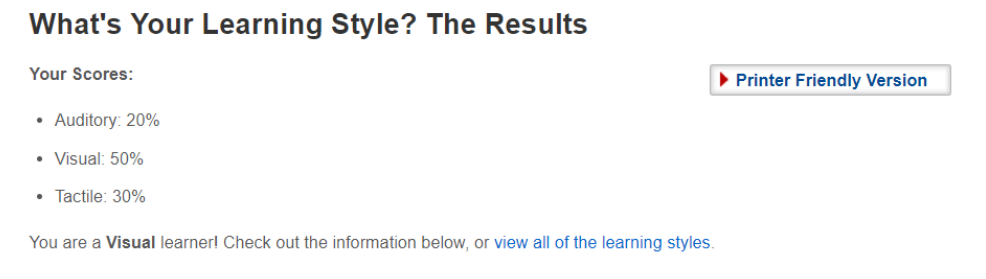 What's Your Learning Style? The Results
Your Scores:
Printer Friendly Version
• Auditory: 20%
• Visual: 50%
• Tactile: 30%
You are a Visual learner! Check out the information below, or view all of the learning styles.